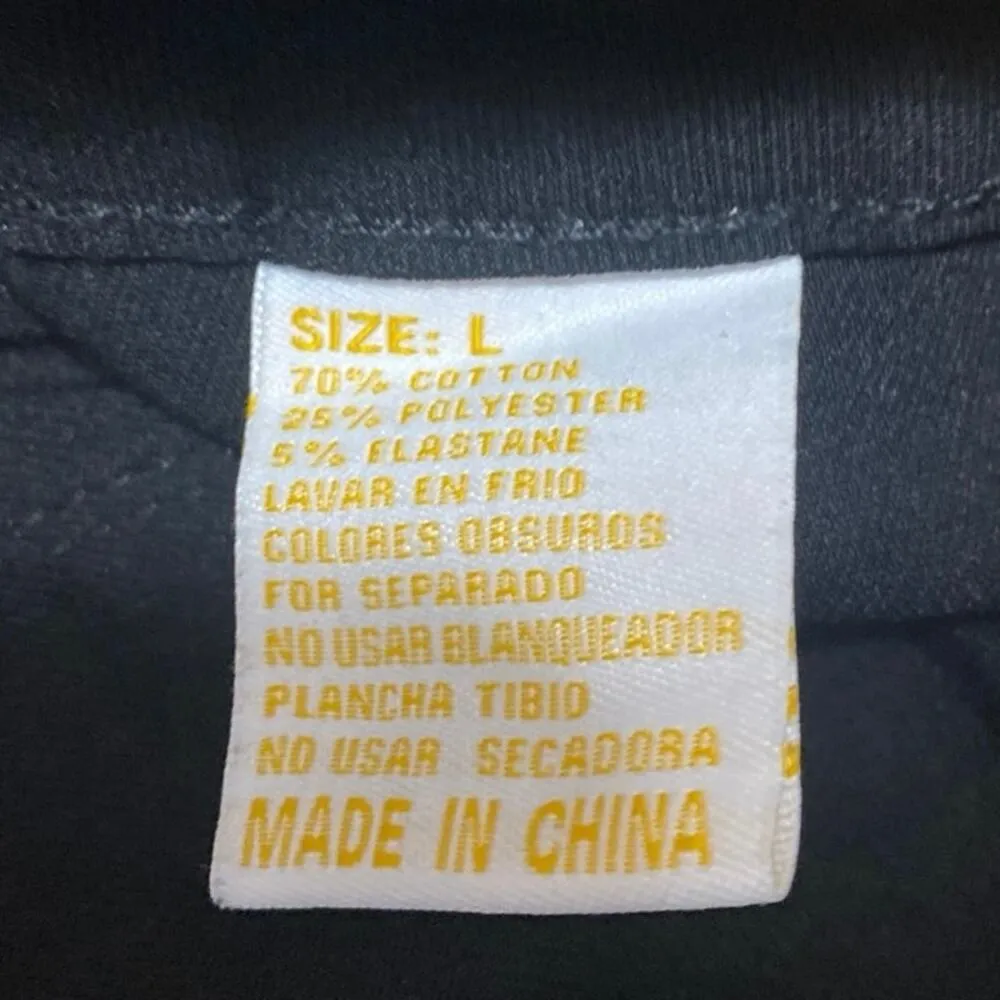 SIZE: L
70% COTTON
25% POLYESTER
5% ELASTANE
LAVAR EN FRIO
COLORES OBSUROS
FOR SEPARADO
NO USAR BLANQUEADOR
PLANCHA TIBIO
NO USAR SECADORA
MADE IN CHINA